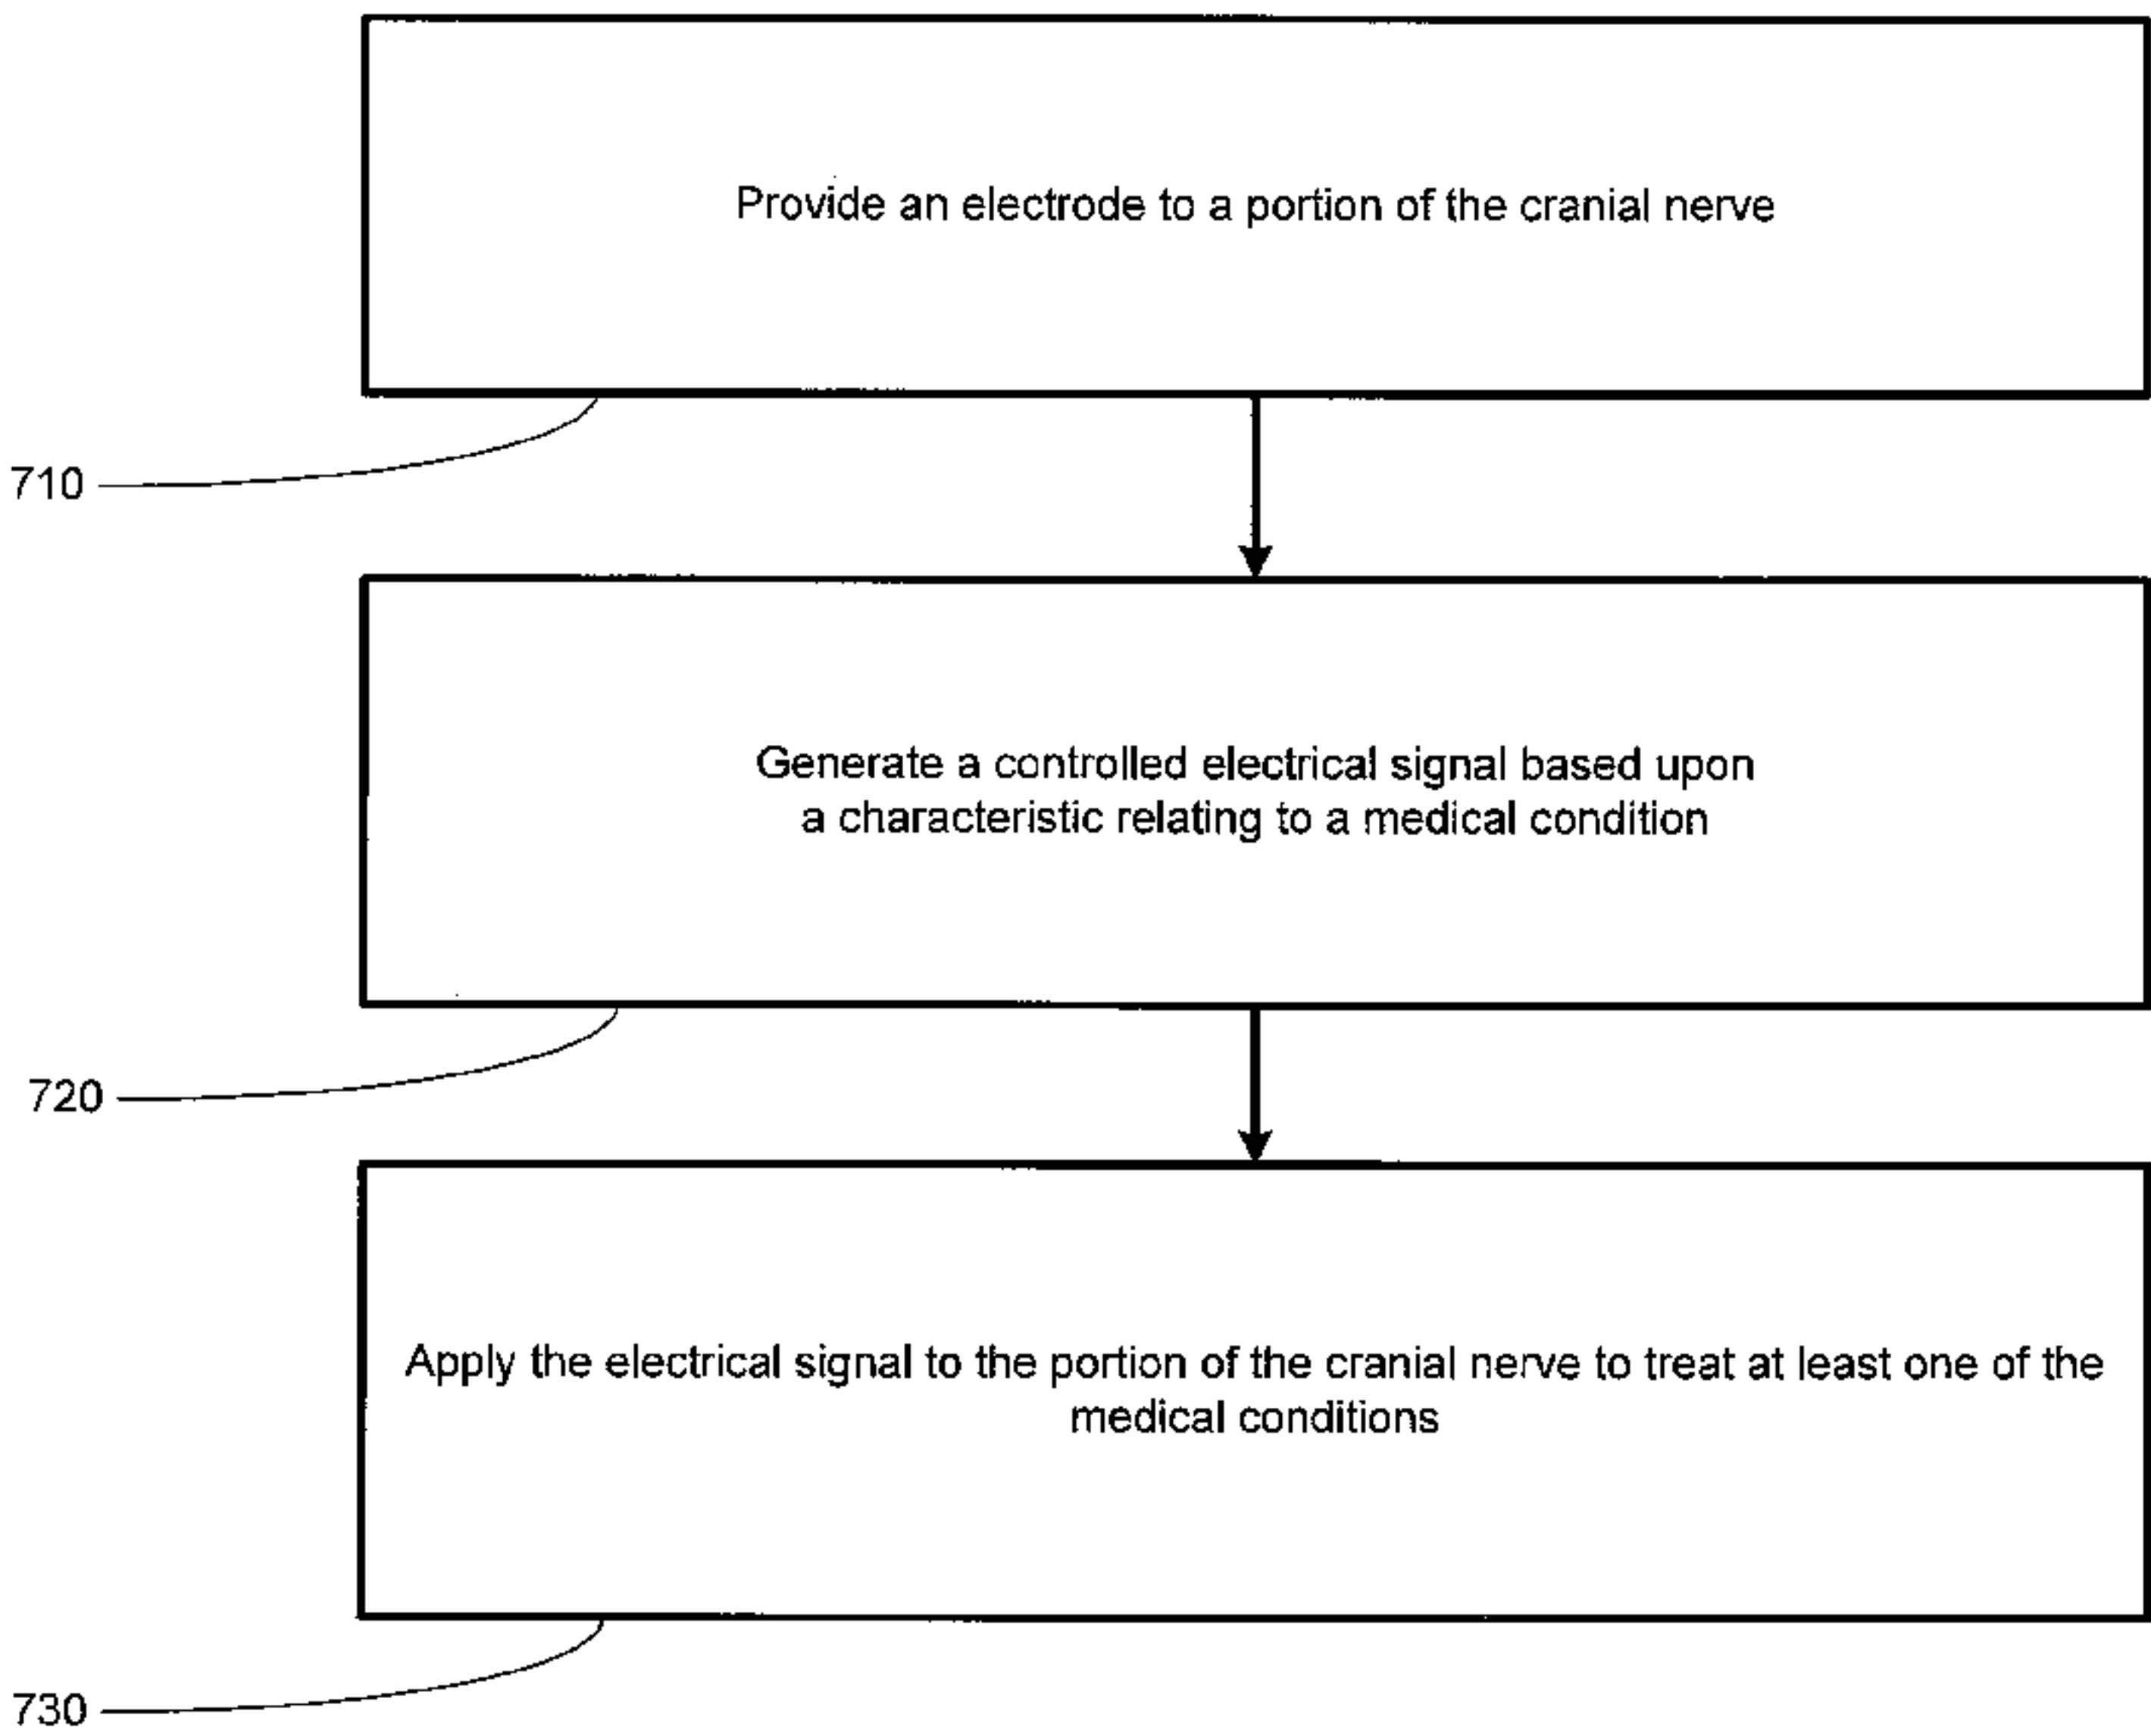 Provide an electrode to a portion of the cranial nerve
710
Generate a controlled electrical signal based upon
a characteristic relating to a medical condition
720
Apply the electrical signal to the portion of the cranial nerve to treat at least one of the
medical conditions
730